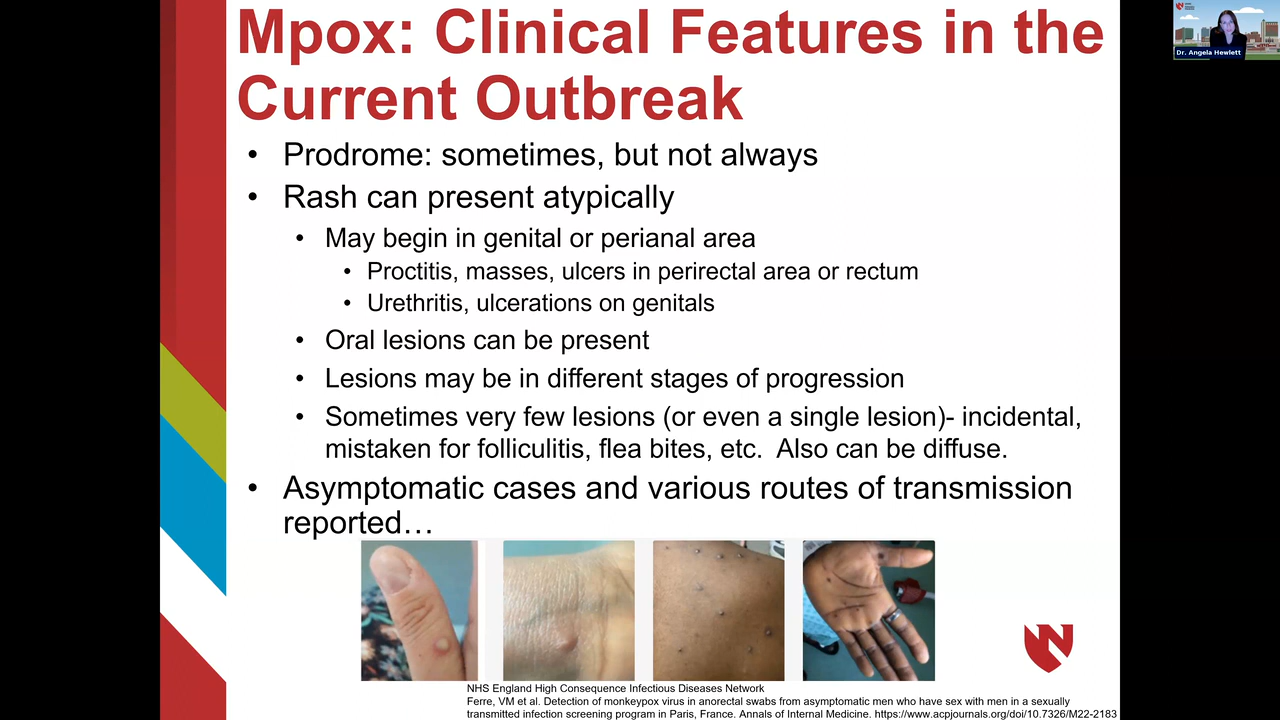 Mpox: Clinical Features in the
Current Outbreak
• Prodrome: sometimes, but not always
• Rash can present atypically
• May begin in genital or perianal area
• Proctitis, masses, ulcers in perirectal area or rectum
• Urethritis, ulcerations on genitals
• Oral lesions can be present
• Lesions may be in different stages of progression
• Sometimes very few lesions (or even a single lesion)- incidental,
mistaken for folliculitis, flea bites, etc.  Also can be diffuse.
• Asymptomatic cases and various routes of transmission
reported…
NHS England High Consequence Infectious Diseases Network
Ferre, VM et al. Detection of monkeypox virus in anorectal swabs from asymptomatic men who have sex with men in a sexually
transmitted infection screening program in Paris, France. Annals of Internal Medicine. https://www.acpjournals.org/doi/10.7326/M22-2183
Dr. Angela Hewlett